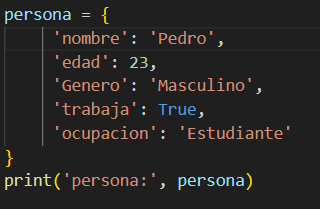 persona = {
'nombre': 'Pedro',
'edad': 23,
'Genero': 'Masculino',
'trabaja': True,
'ocupacion': 'Estudiante'
}
print('persona:', persona)